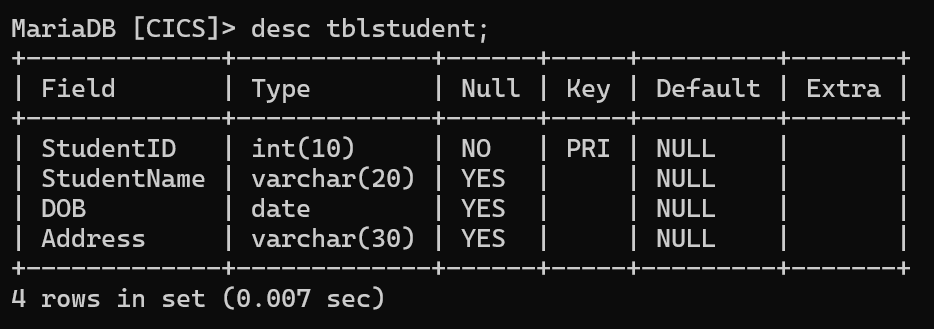 MariaDB [CICS]> desc tblstudent;
+-------------+-------------+------+-----+---------+-------+
| Field       | Type        | Null | Key | Default | Extra |
+-------------+-------------+------+-----+---------+-------+
| StudentID   | int(10)     | NO   | PRI | NULL    |       |
| StudentName | varchar(20) | YES  |     | NULL    |       |
| DOB         | date        | YES  |     | NULL    |       |
| Address     | varchar(30) | YES  |     | NULL    |       |
+-------------+-------------+------+-----+---------+-------+
4 rows in set (0.007 sec)